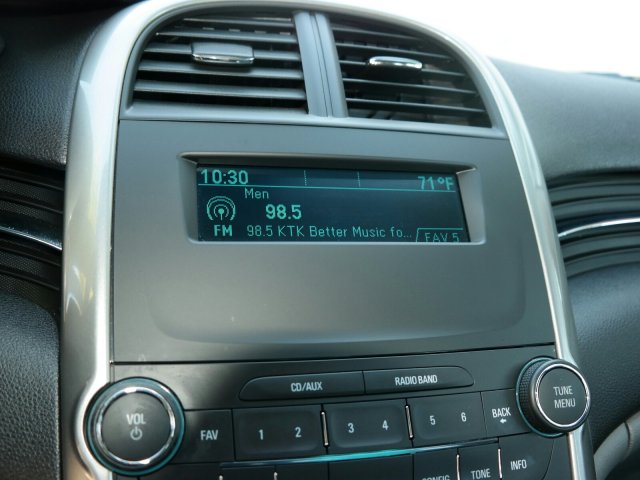 10:30 71°F
Men
98.5
FM 98.5 KTK Better Music fo... FAV 5
CD/AUX RADIO BAND
VOL
FAV 1 2 3 4 5 6 BACK
TUNE
MENU
CONFIG TONE INFO